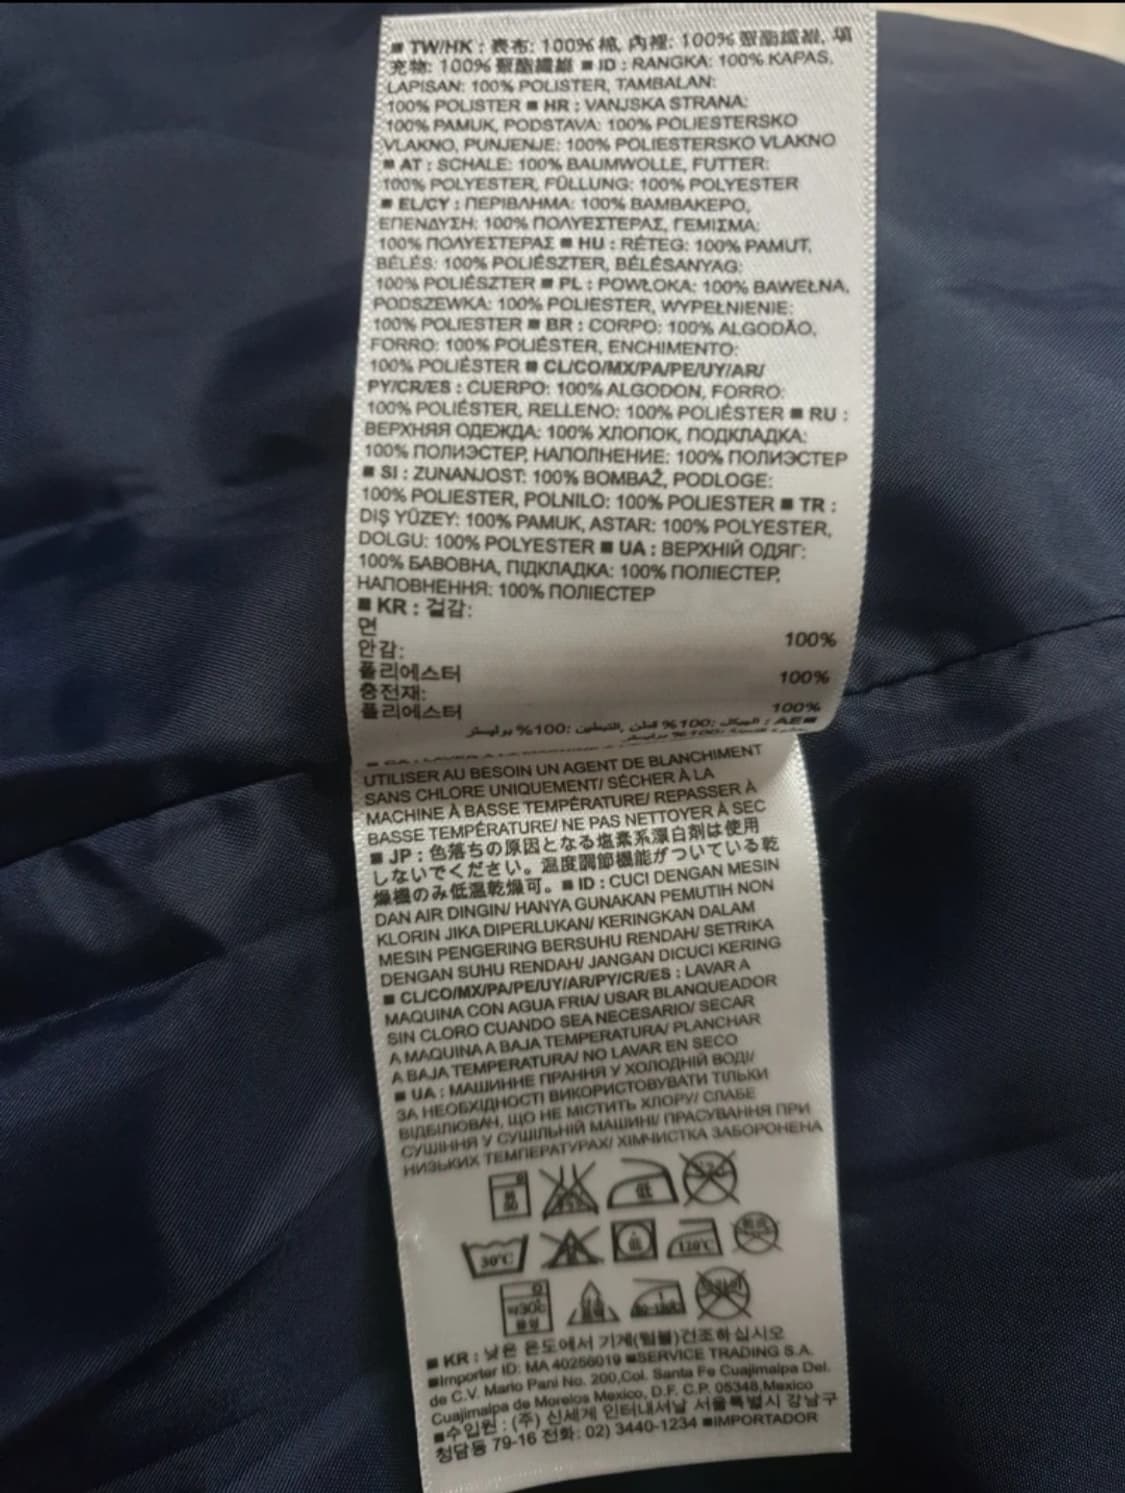 ■ TW/HK : 表布: 100% 棉, 內裡: 100% 聚酯纖維, 填
充物: 100% 聚酯纖維 ■ ID : RANGKA: 100% KAPAS,
LAPISAN: 100% POLISTER, TAMBALAN:
100% POLISTER ■ HR : VANJSKA STRANA:
100% PAMUK, PODSTAVA: 100% POLIESTERSKO
VLAKNO, PUNJENJE: 100% POLIESTERSKO VLAKNO
■ AT : SCHALE: 100% BAUMWOLLE, FUTTER:
100% POLYESTER, FÜLLUNG: 100% POLYESTER
■ EL/CY : ΠΕΡΙΒΛΗΜΑ: 100% ΒΑΜΒΑΚΕΡΟ,
ΕΠΕΝΔΥΣΗ: 100% ΠΟΛΥΕΣΤΕΡΑΣ, ΓΕΜΙΣΜΑ:
100% ΠΟΛΥΕΣΤΕΡΑΣ ■ HU : RÉTEG: 100% PAMUT,
BÉLÉS: 100% POLIÉSZTER, BÉLÉSANYAG:
100% POLIÉSZTER ■ PL : POWŁOKA: 100% BAWEŁNA,
PODSZEWKA: 100% POLIESTER, WYPEŁNIENIE:
100% POLIESTER ■ BR : CORPO: 100% ALGODÃO,
FORRO: 100% POLIÉSTER, ENCHIMENTO:
100% POLIÉSTER ■ CL/CO/MX/PA/PE/UY/AR/
PY/CR/ES : CUERPO: 100% ALGODON, FORRO:
100% POLIÉSTER, RELLENO: 100% POLIÉSTER ■ RU :
ВЕРХНЯЯ ОДЕЖДА: 100% ХЛОПОК, ПОДКЛАДКА:
100% ПОЛИЭСТЕР, НАПОЛНЕНИЕ: 100% ПОЛИЭСТЕР
■ SI : ZUNANJOST: 100% BOMBAŽ, PODLOGE:
100% POLIESTER, POLNILO: 100% POLIESTER ■ TR :
DIŞ YÜZEY: 100% PAMUK, ASTAR: 100% POLYESTER,
DOLGU: 100% POLYESTER ■ UA : ВЕРХНІЙ ОДЯГ:
100% БАВОВНА, ПІДКЛАДКА: 100% ПОЛІЕСТЕР,
НАПОВНЕННЯ: 100% ПОЛІЕСТЕР
■ KR : 겉감:
면 100%
안감:
폴리에스터 100%
충전재:
폴리에스터 100%
■AE : الهيكل: 100% قطن, التبطين: 100% بوليستر
UTILISER AU BESOIN UN AGENT DE BLANCHIMENT
SANS CHLORE UNIQUEMENT/ SÉCHER À LA
MACHINE À BASSE TEMPÉRATURE/ REPASSER À
BASSE TEMPÉRATURE/ NE PAS NETTOYER À SEC
■ JP : 色落ちの原因となる塩素系漂白剤は使用
しないでください。温度調節機能がついている乾
燥機のみ低温乾燥可。■ ID : CUCI DENGAN MESIN
DAN AIR DINGIN/ HANYA GUNAKAN PEMUTIH NON
KLORIN JIKA DIPERLUKAN/ KERINGKAN DALAM
MESIN PENGERING BERSUHU RENDAH/ SETRIKA
DENGAN SUHU RENDAH/ JANGAN DICUCI KERING
■ CL/CO/MX/PA/PE/UY/AR/PY/CR/ES : LAVAR A
MAQUINA CON AGUA FRIA/ USAR BLANQUEADOR
SIN CLORO CUANDO SEA NECESARIO/ SECAR
A MAQUINA A BAJA TEMPERATURA/ PLANCHAR
A BAJA TEMPERATURA/ NO LAVAR EN SECO
■ UA : МАШИННЕ ПРАННЯ У ХОЛОДНІЙ ВОДІ/
ЗА НЕОБХІДНОСТІ ВИКОРИСТОВУВАТИ ТІЛЬКИ
ВІДБІЛЮВАЧ, ЩО НЕ МІСТИТЬ ХЛОРУ/ СЛАБЕ
СУШІННЯ У СУШІЛЬНІЙ МАШИНІ/ ПРАСУВАННЯ ПРИ
НИЗЬКИХ ТЕМПЕРАТУРАХ/ ХІМЧИСТКА ЗАБОРОНЕНА
30 低
30°C 低 120°C
약30℃
■ KR : 낮은 온도에서 기계(텀블)건조하십시오
■Importer ID: MA 40256019 ■SERVICE TRADING S.A.
de C.V. Mario Pani No. 200,Col. Santa Fe Cuajimalpa Del.
Cuajimalpa de Morelos Mexico, D.F. C.P. 05348,Mexico
■수입원 : (주) 신세계 인터내셔날 서울특별시 강남구
청담동 79-16 전화: 02) 3440-1234 ■IMPORTADOR